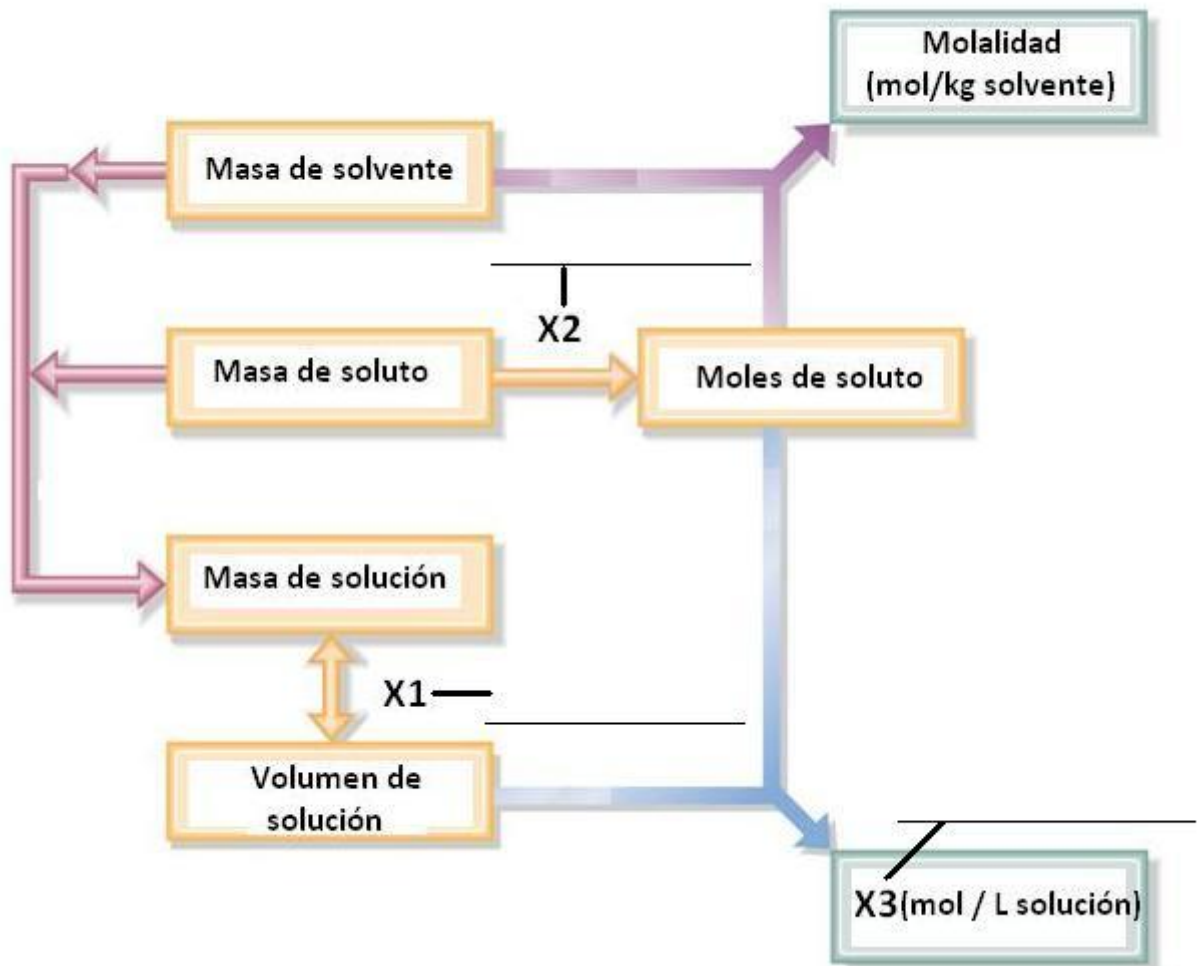 Molalidad
(mol/kg solvente)
Masa de solvente
X2
Masa de soluto
Moles de soluto
Masa de solución
X1
Volumen de
solución
X3(mol / L solución)